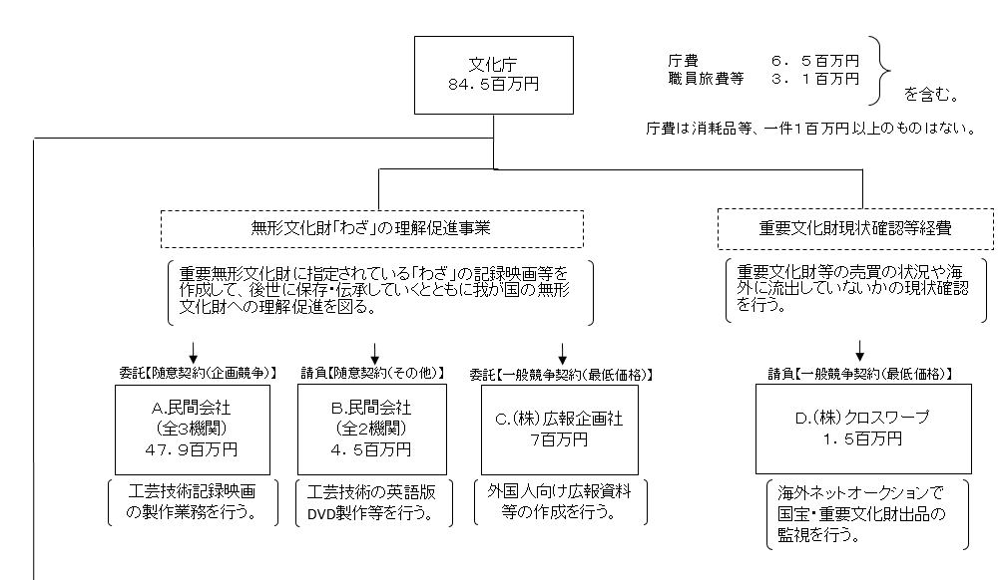 文化庁
84．5百万円
庁費　６．５百万円
職員旅費等　３．１百万円
を含む。
庁費は消耗品等、一件１百万円以上のものはない。
無形文化財「わざ」の理解促進事業
重要文化財現状確認等経費
重要無形文化財に指定されている「わざ」の記録映画等を
作成して、後世に保存・伝承していくとともに我が国の無形
文化財への理解促進を図る。
重要文化財等の売買の状況や海
外に流出していないかの現状確認
を行う。
委託【随意契約（企画競争）】
請負【随意契約（その他）】
委託【一般競争契約（最低価格）】
請負【一般競争契約（最低価格）】
Ａ．民間会社
（全３機関）
４７．９百万円
Ｂ．民間会社
（全２機関）
４．５百万円
Ｃ．（株）広報企画社
７百万円
Ｄ．（株）クロスワープ
１．５百万円
工芸技術記録映画
の製作業務を行う。
工芸技術の英語版
DVD製作等を行う。
外国人向け広報資料
等の作成を行う。
海外ネットオークションで
国宝・重要文化財出品の
監視を行う。